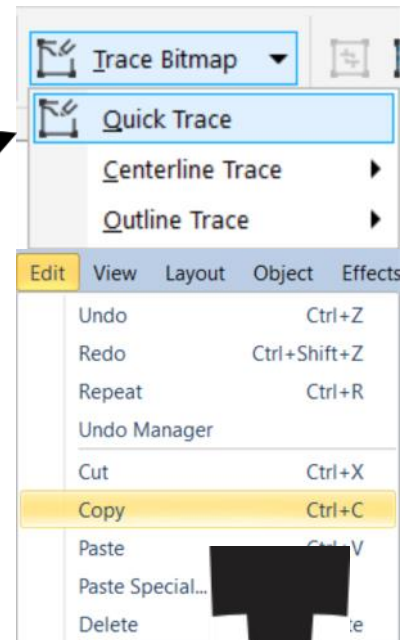 Trace Bitmap
Quick Trace
Centerline Trace
Outline Trace
Edit View Layout Object Effects
Undo Ctrl+Z
Redo Ctrl+Shift+Z
Repeat Ctrl+R
Undo Manager
Cut Ctrl+X
Copy Ctrl+C
Paste
Paste Special...
Delete